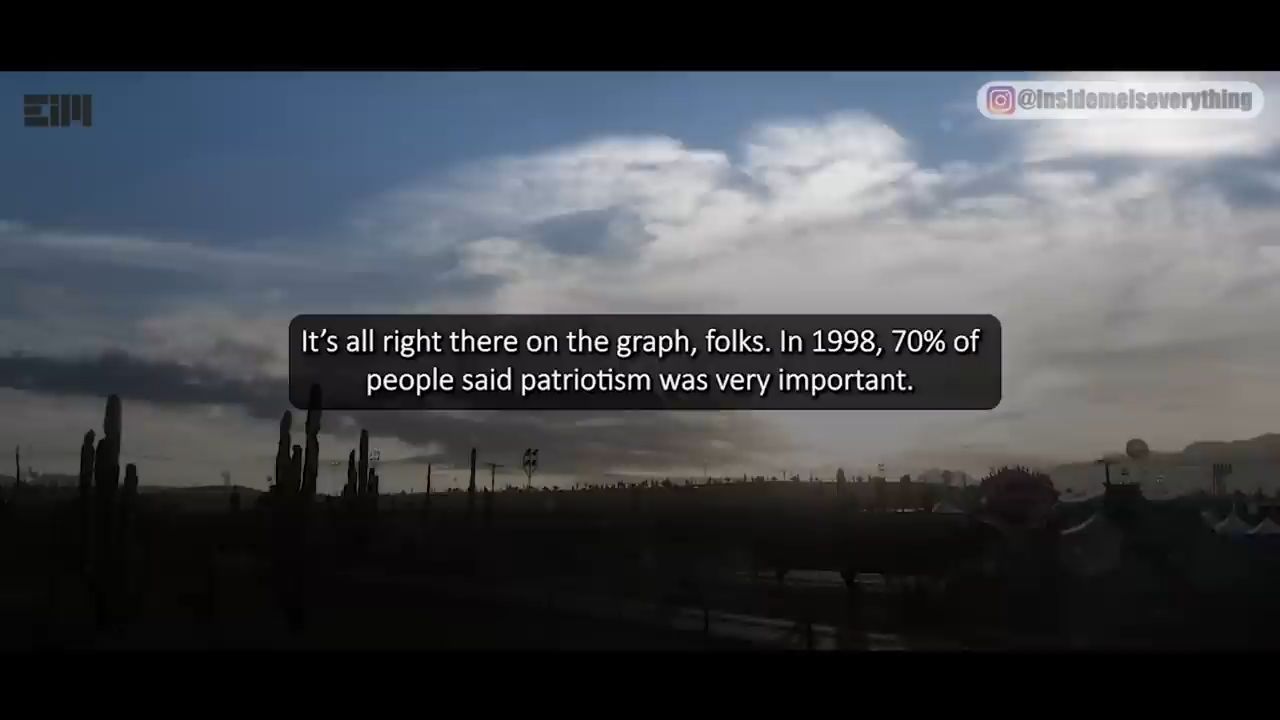 EIM
@insidemeiseverything
It’s all right there on the graph, folks. In 1998, 70% of
people said patriotism was very important.